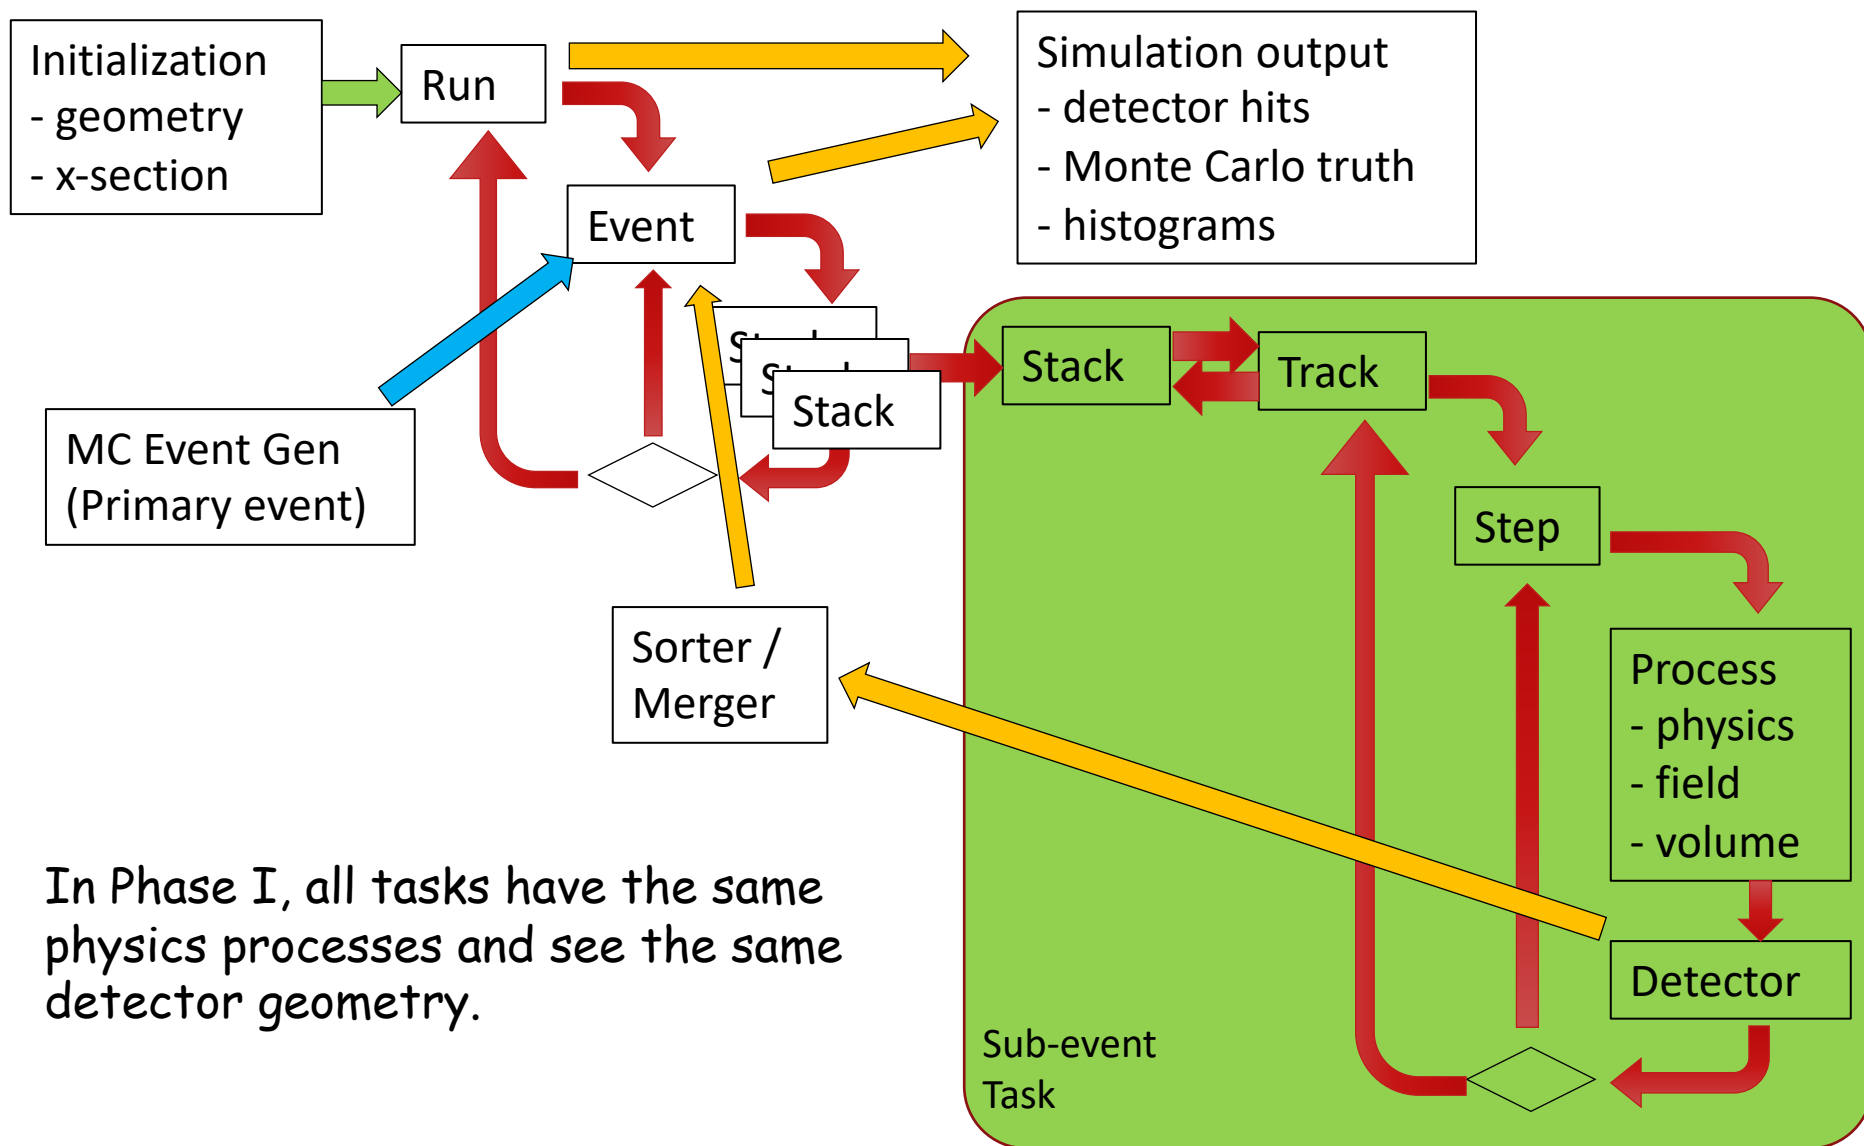 Initialization
- geometry
- x-section
Run
Simulation output
- detector hits
- Monte Carlo truth
- histograms
Event
MC Event Gen
(Primary event)
Stack
Stack
Track
Step
Sorter /
Merger
Process
- physics
- field
- volume
Detector
Sub-event
Task
In Phase I, all tasks have the same
physics processes and see the same
detector geometry.